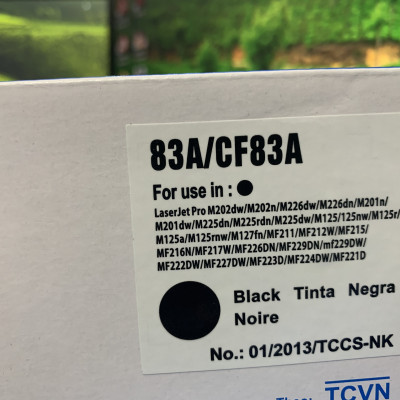 83A/CF83A
For use in :
LaserJet Pro M202dw/M202n/M226dw/M226dn/M201n/
M201dw/M225dn/M225rdn/M225dw/M125/125nw/M125r/
M125a/M125rnw/M127fn/MF211/MF212W/MF215/
MF216N/MF217W/MF226DN/MF229DN/mf229DW/
MF222DW/MF227DW/MF223D/MF224DW/MF221D
Black Tinta Negra
Noire
No.: 01/2013/TCCS-NK
TCVN